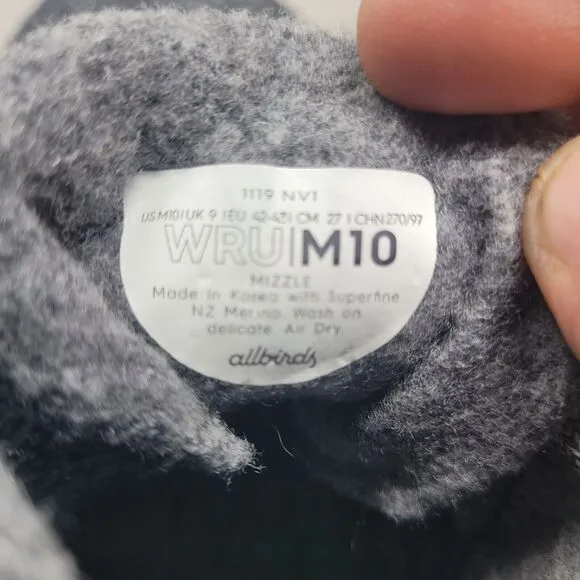 1119 NV1
US M10 | UK 9 | EU 42-43 | CM 27 | CHN 270/97
WRU|M10
MIZZLE
Made in Korea with Superfine
NZ Merino. Wash on
delicate. Air Dry.
allbirds